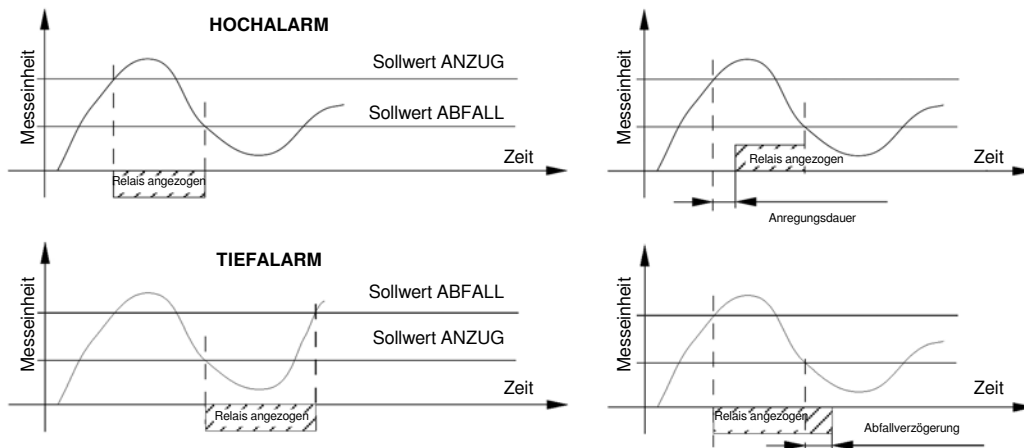 HOCHALARM
Messeinheit
Sollwert ANZUG
Sollwert ABFALL
Zeit
Relais angezogen
Messeinheit
Zeit
Relais angezogen
Anregungsdauer
TIEFALARM
Messeinheit
Sollwert ABFALL
Sollwert ANZUG
Zeit
Relais angezogen
Messeinheit
Zeit
Relais angezogen
Abfallverzögerung